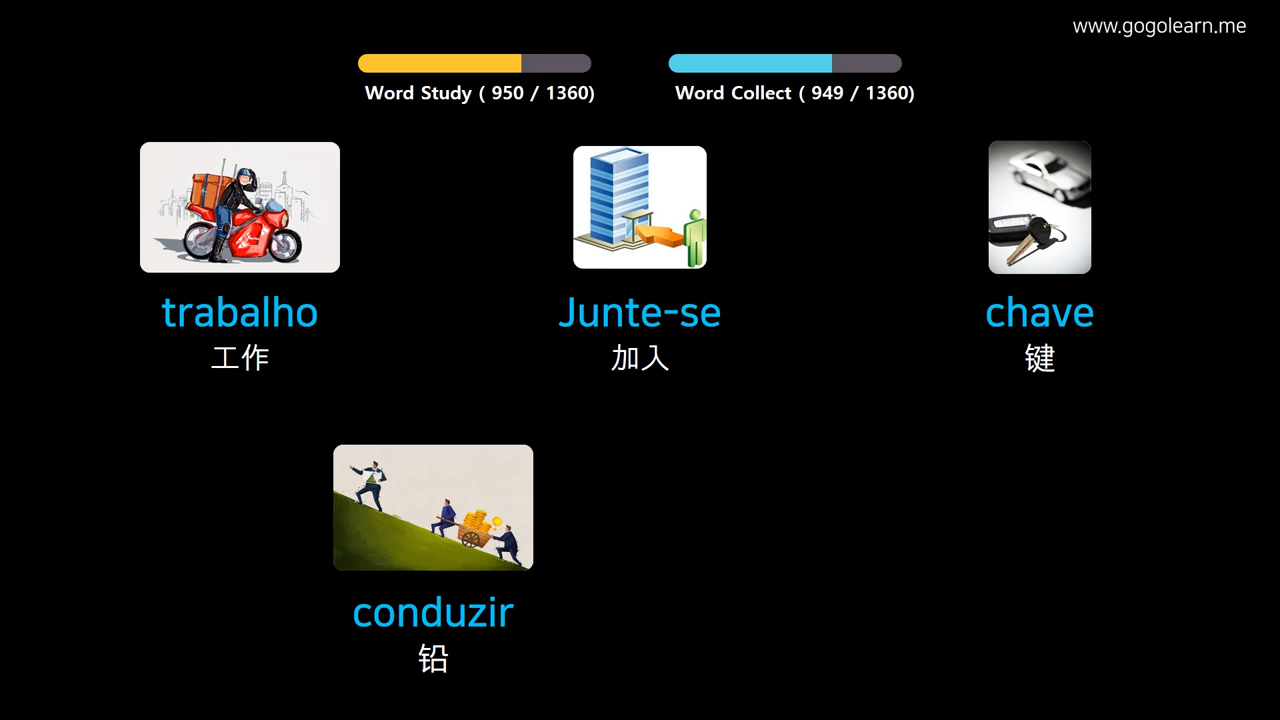 www.gogolearn.me
Word Study ( 950 / 1360)
Word Collect ( 949 / 1360)
trabalho
工作
Junte-se
加入
chave
键
conduzir
铅